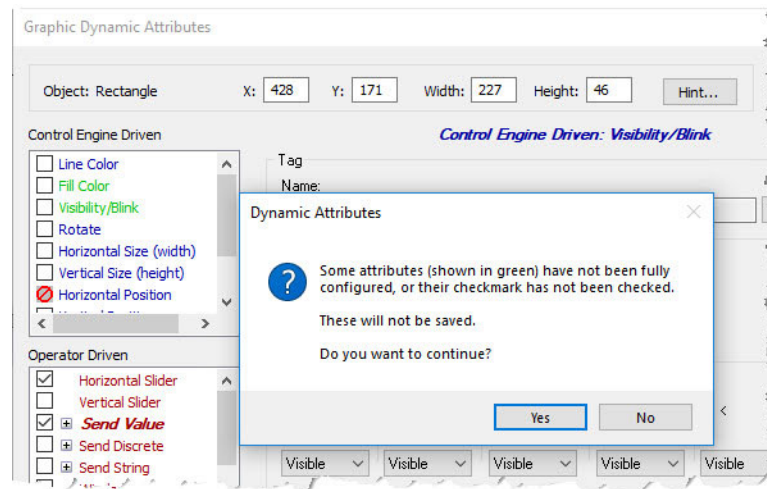 Graphic Dynamic Attributes
Object: Rectangle X: 428 Y: 171 Width: 227 Height: 46 Hint...
Control Engine Driven
Control Engine Driven: Visibility/Blink
Line Color
Fill Color
Visibility/Blink
Rotate
Horizontal Size (width)
Vertical Size (height)
Horizontal Position
Tag
Name:
Dynamic Attributes
Some attributes (shown in green) have not been fully
configured, or their checkmark has not been checked.
These will not be saved.
Do you want to continue?
Yes No
Operator Driven
Horizontal Slider
Vertical Slider
Send Value
Send Discrete
Send String
Visible Visible Visible Visible Visible